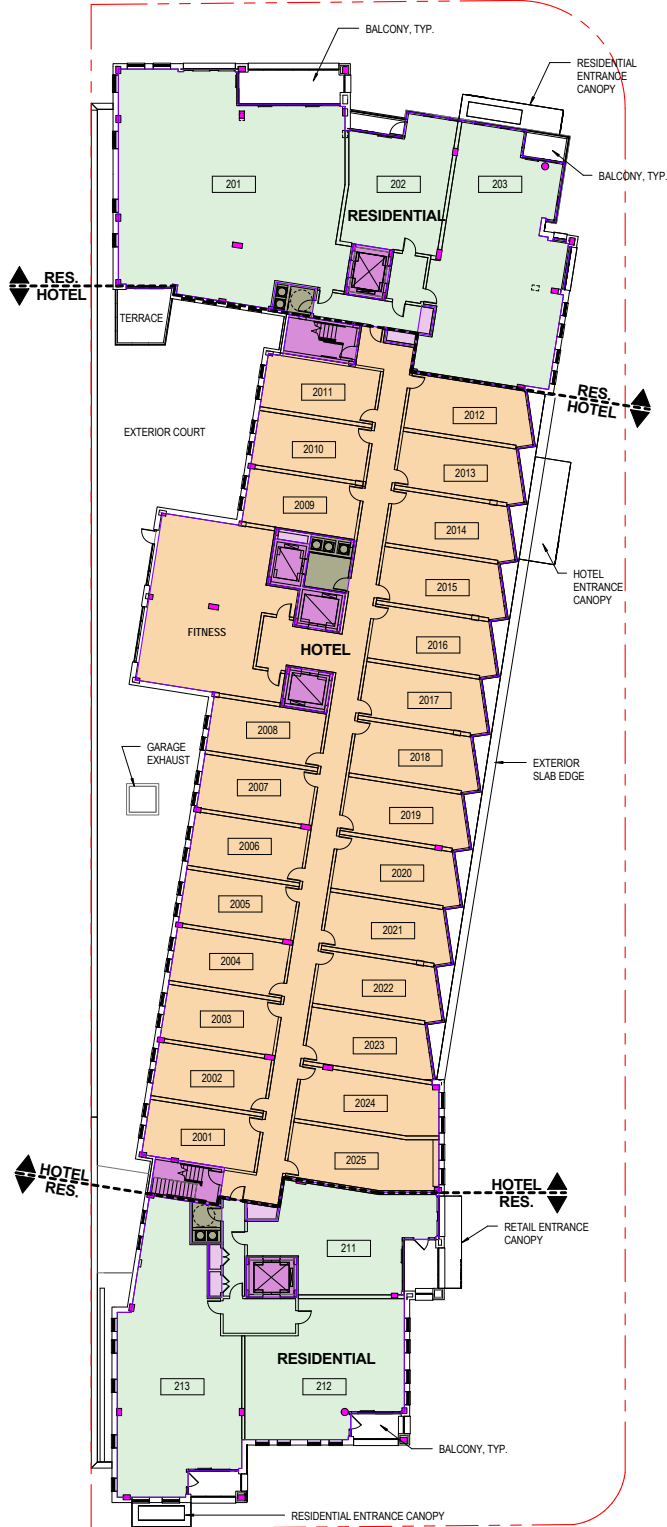 BALCONY, TYP.
RESIDENTIAL
ENTRANCE
CANOPY
BALCONY, TYP.
201
202
203
RESIDENTIAL
RES.
HOTEL
TERRACE
RES.
HOTEL
EXTERIOR COURT
2011
2012
2010
2013
2009
2014
2015
HOTEL
ENTRANCE
CANOPY
FITNESS
HOTEL
2016
2017
2008
2018
GARAGE
EXHAUST
EXTERIOR
SLAB EDGE
2007
2019
2006
2020
2005
2021
2004
2022
2003
2023
2002
2024
2001
2025
HOTEL
RES.
HOTEL
RES.
RETAIL ENTRANCE
CANOPY
211
RESIDENTIAL
213
212
BALCONY, TYP.
RESIDENTIAL ENTRANCE CANOPY